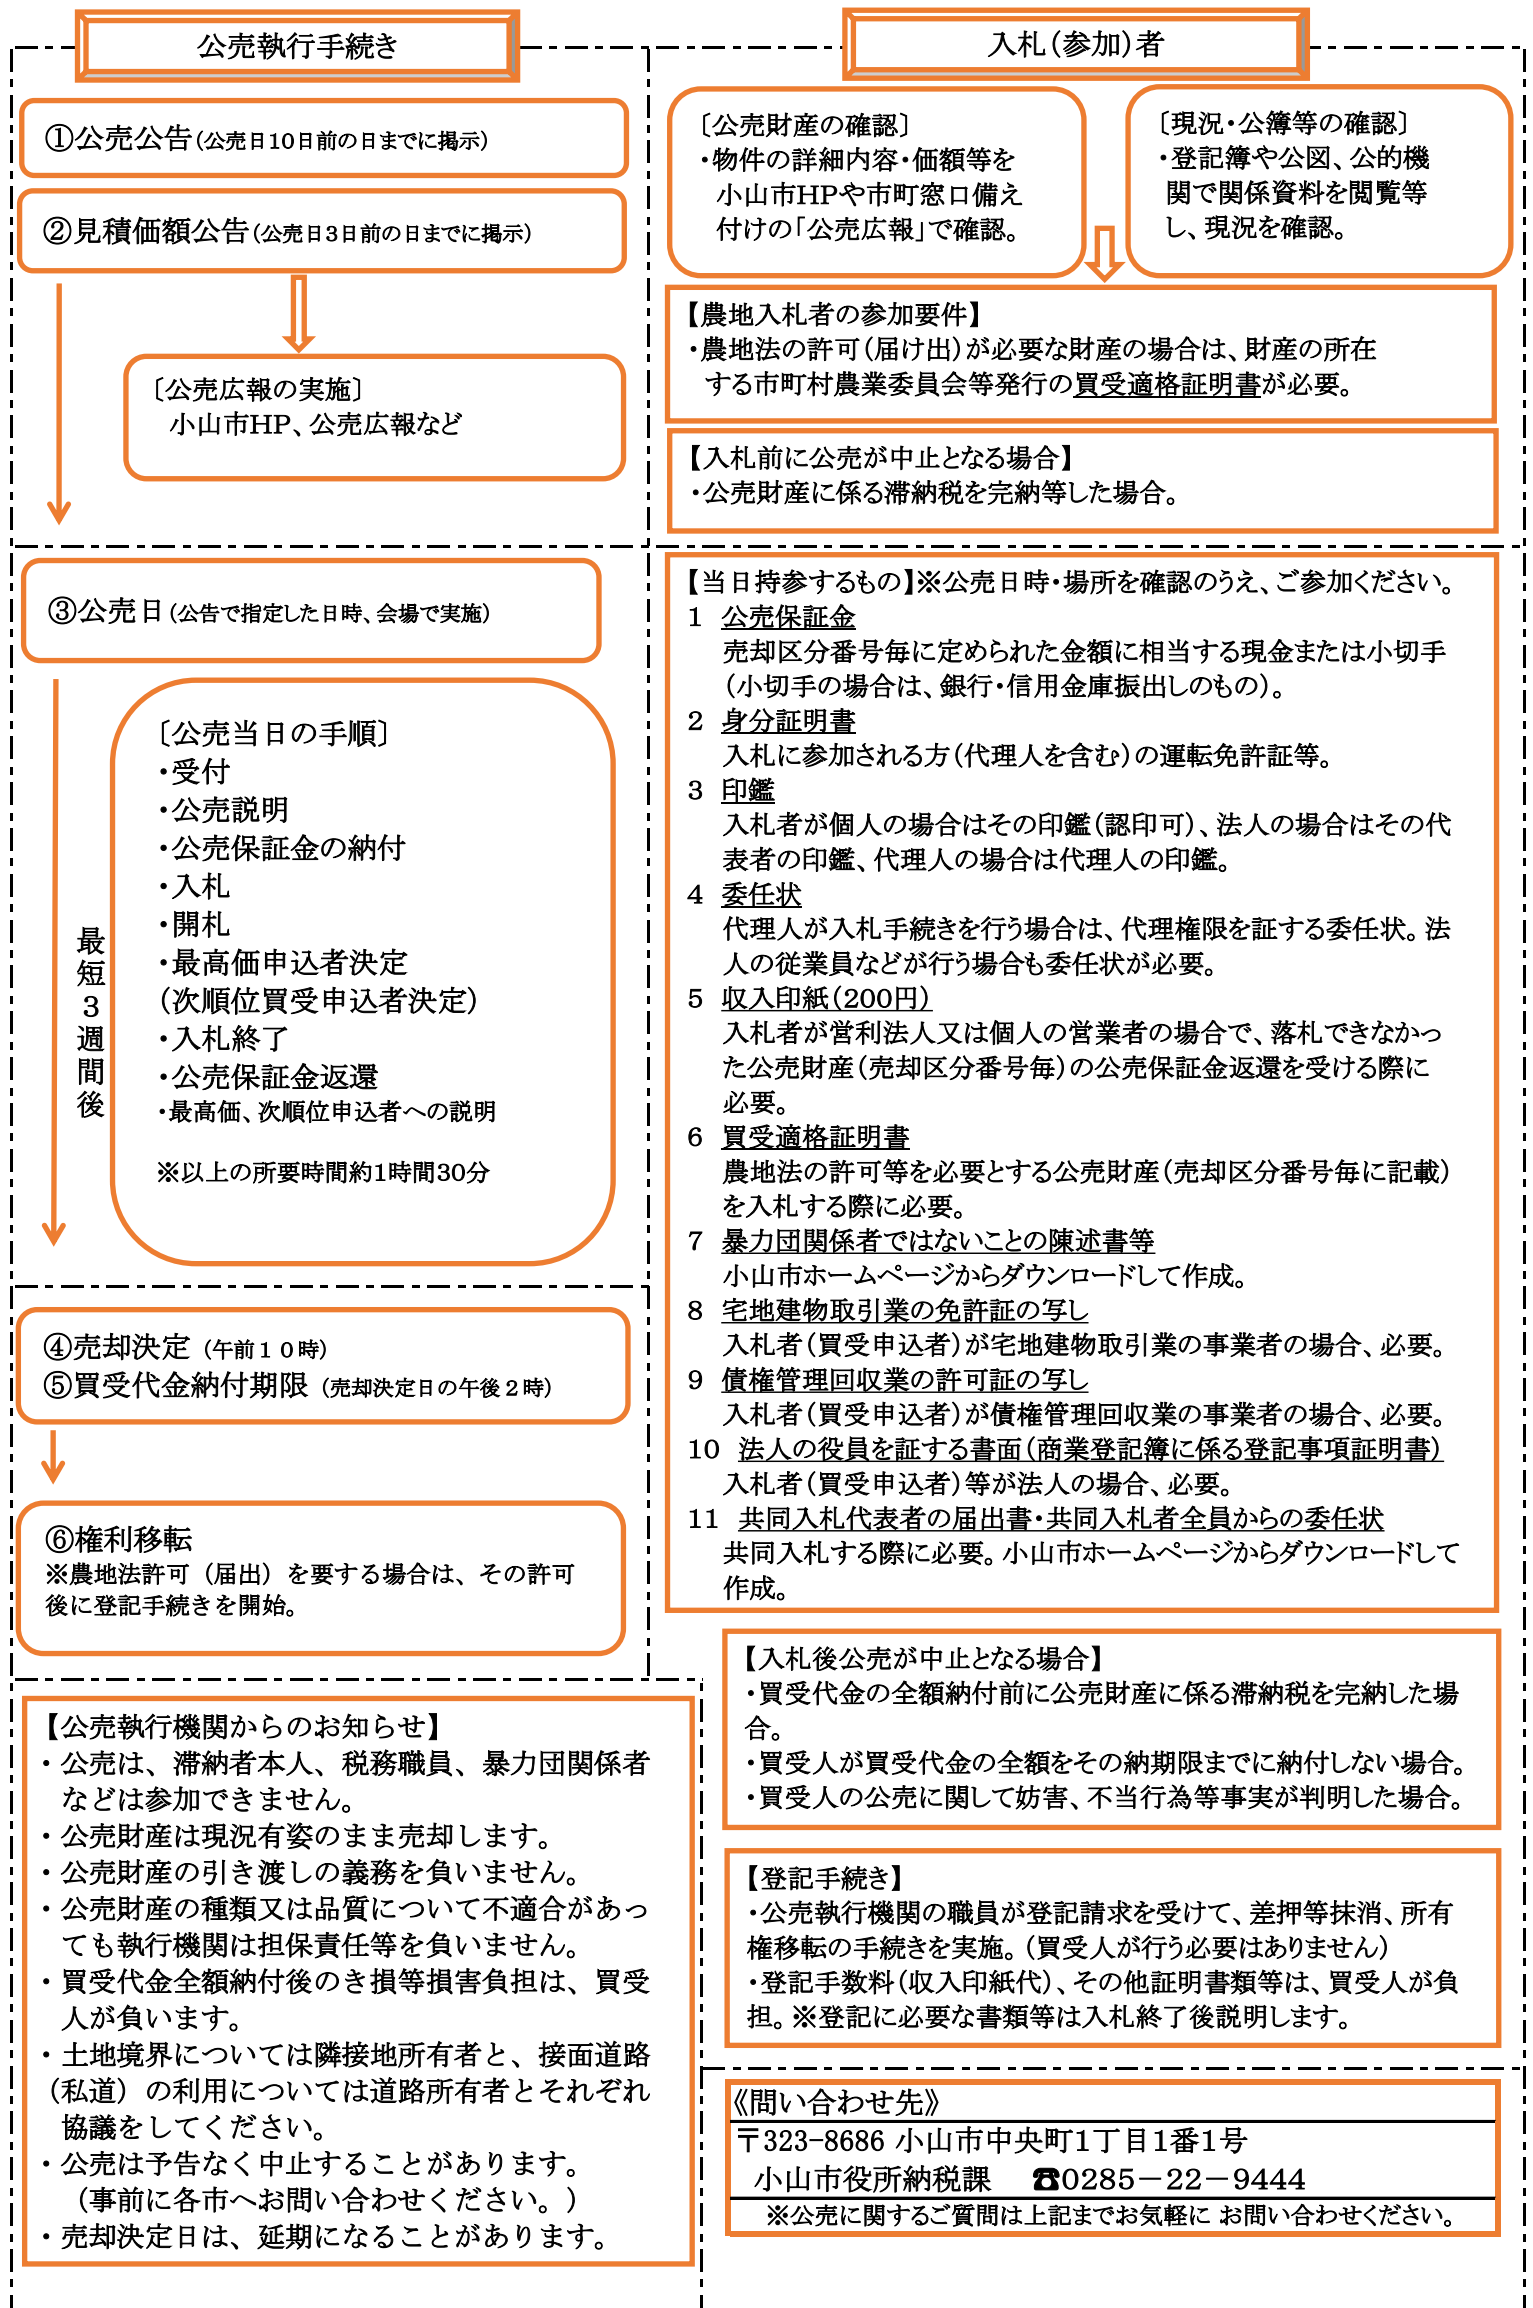 公売執行手続き
①公売公告（公売日10日前の日までに掲示）
②見積価額公告（公売日3日前の日までに掲示）
〔公売広報の実施〕
小山市HP、公売広報など
入札（参加）者
〔公売財産の確認〕
・物件の詳細内容・価額等を
小山市HPや市町窓口備え
付けの「公売広報」で確認。
〔現況・公簿等の確認〕
・登記簿や公図、公的機
関で関係資料を閲覧等
し、現況を確認。
【農地入札者の参加要件】
・農地法の許可（届け出）が必要な財産の場合は、財産の所在
する市町村農業委員会等発行の買受適格証明書が必要。
【入札前に公売が中止となる場合】
・公売財産に係る滞納税を完納等した場合。
③公売日（公告で指定した日時、会場で実施）
最短３週間後
〔公売当日の手順〕
・受付
・公売説明
・公売保証金の納付
・入札
・開札
・最高価申込者決定
（次順位買受申込者決定）
・入札終了
・公売保証金返還
・最高価、次順位申込者への説明
※以上の所要時間約1時間30分
④売却決定（午前１０時）
⑤買受代金納付期限（売却決定日の午後２時）
⑥権利移転
※農地法許可（届出）を要する場合は、その許可
後に登記手続きを開始。
【当日持参するもの】※公売日時・場所を確認のうえ、ご参加ください。
1 公売保証金
売却区分番号毎に定められた金額に相当する現金または小切手
（小切手の場合は、銀行・信用金庫振出しのもの）。
2 身分証明書
入札に参加される方（代理人を含む）の運転免許証等。
3 印鑑
入札者が個人の場合はその印鑑（認印可）、法人の場合はその代
表者の印鑑、代理人の場合は代理人の印鑑。
4 委任状
代理人が入札手続きを行う場合は、代理権限を証する委任状。法
人の従業員などが行う場合も委任状が必要。
5 収入印紙（200円）
入札者が営利法人又は個人の営業者の場合で、落札できなかっ
た公売財産（売却区分番号毎）の公売保証金返還を受ける際に
必要。
6 買受適格証明書
農地法の許可等を必要とする公売財産（売却区分番号毎に記載）
を入札する際に必要。
7 暴力団関係者ではないことの陳述書等
小山市ホームページからダウンロードして作成。
8 宅地建物取引業の免許証の写し
入札者（買受申込者）が宅地建物取引業の事業者の場合、必要。
9 債権管理回収業の許可証の写し
入札者（買受申込者）が債権管理回収業の事業者の場合、必要。
10 法人の役員を証する書面（商業登記簿に係る登記事項証明書）
入札者（買受申込者）等が法人の場合、必要。
11 共同入札代表者の届出書・共同入札者全員からの委任状
共同入札する際に必要。小山市ホームページからダウンロードして
作成。
【公売執行機関からのお知らせ】
・公売は、滞納者本人、税務職員、暴力団関係者
などは参加できません。
・公売財産は現況有姿のまま売却します。
・公売財産の引き渡しの義務を負いません。
・公売財産の種類又は品質について不適合があっ
ても執行機関は担保責任等を負いません。
・買受代金全額納付後のき損等損害負担は、買受
人が負います。
・土地境界については隣接地所有者と、接面道路
（私道）の利用については道路所有者とそれぞれ
協議をしてください。
・公売は予告なく中止することがあります。
（事前に各市へお問い合わせください。）
・売却決定日は、延期になることがあります。
【入札後公売が中止となる場合】
・買受代金の全額納付前に公売財産に係る滞納税を完納した場
合。
・買受人が買受代金の全額をその納期限までに納付しない場合。
・買受人の公売に関して妨害、不当行為等事実が判明した場合。
【登記手続き】
・公売執行機関の職員が登記請求を受けて、差押等抹消、所有
権移転の手続きを実施。（買受人が行う必要はありません）
・登記手数料（収入印紙代）、その他証明書類等は、買受人が負
担。※登記に必要な書類等は入札終了後説明します。
《問い合わせ先》
〒323-8686 小山市中央町1丁目1番1号
小山市役所納税課　☎0285－22－9444
※公売に関するご質問は上記までお気軽に お問い合わせください。